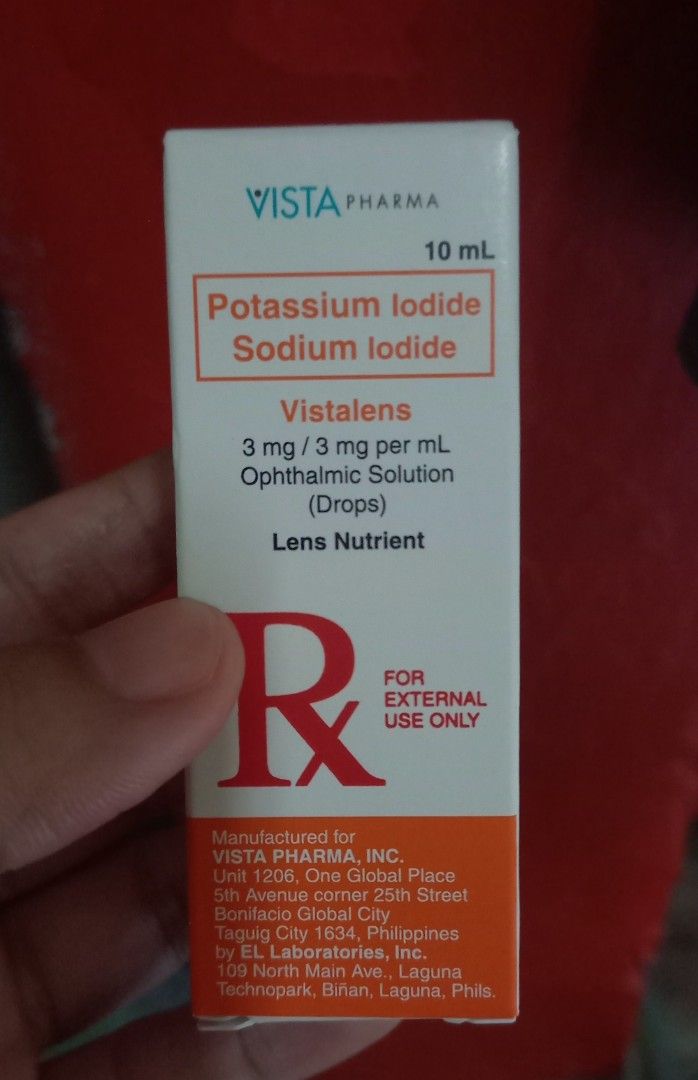 VISTA PHARMA
10 mL
Potassium Iodide
Sodium Iodide
Vistalens
3 mg / 3 mg per mL
Ophthalmic Solution
(Drops)
Lens Nutrient
Rx
FOR
EXTERNAL
USE ONLY
Manufactured for
VISTA PHARMA, INC.
Unit 1206, One Global Place
5th Avenue corner 25th Street
Bonifacio Global City
Taguig City 1634, Philippines
by EL Laboratories, Inc.
109 North Main Ave., Laguna
Technopark, Biñan, Laguna, Phils.